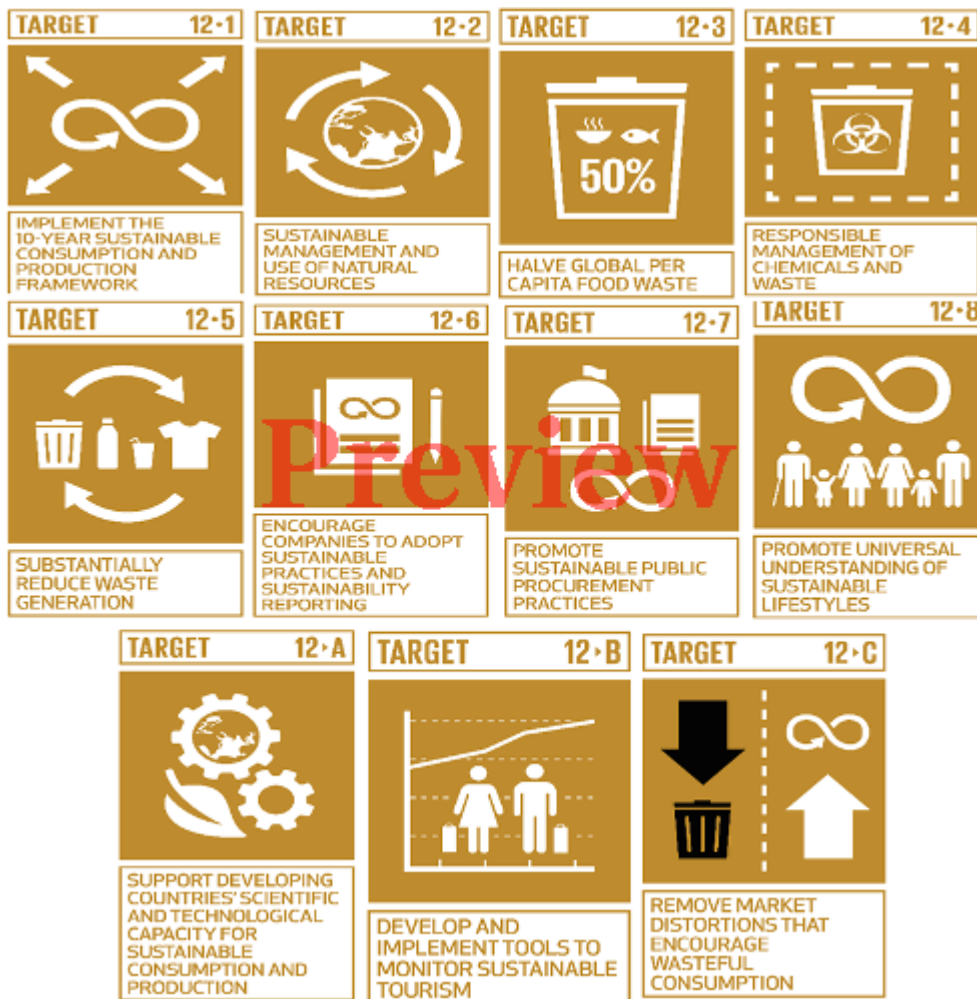 TARGET 12·1
TARGET 12·2
TARGET 12·3
TARGET 12·4
50%
IMPLEMENT THE
10-YEAR SUSTAINABLE
CONSUMPTION AND
PRODUCTION
FRAMEWORK
SUSTAINABLE
MANAGEMENT AND
USE OF NATURAL
RESOURCES
HALVE GLOBAL PER
CAPITA FOOD WASTE
RESPONSIBLE
MANAGEMENT OF
CHEMICALS AND
WASTE
TARGET 12·5
TARGET 12·6
TARGET 12·7
TARGET 12·8
Preview
SUBSTANTIALLY
REDUCE WASTE
GENERATION
ENCOURAGE
COMPANIES TO ADOPT
SUSTAINABLE
PRACTICES AND
SUSTAINABILITY
REPORTING
PROMOTE
SUSTAINABLE PUBLIC
PROCUREMENT
PRACTICES
PROMOTE UNIVERSAL
UNDERSTANDING OF
SUSTAINABLE
LIFESTYLES
TARGET 12·A
TARGET 12·B
TARGET 12·C
SUPPORT DEVELOPING
COUNTRIES' SCIENTIFIC
AND TECHNOLOGICAL
CAPACITY FOR
SUSTAINABLE
CONSUMPTION AND
PRODUCTION
DEVELOP AND
IMPLEMENT TOOLS TO
MONITOR SUSTAINABLE
TOURISM
REMOVE MARKET
DISTORTIONS THAT
ENCOURAGE
WASTEFUL
CONSUMPTION